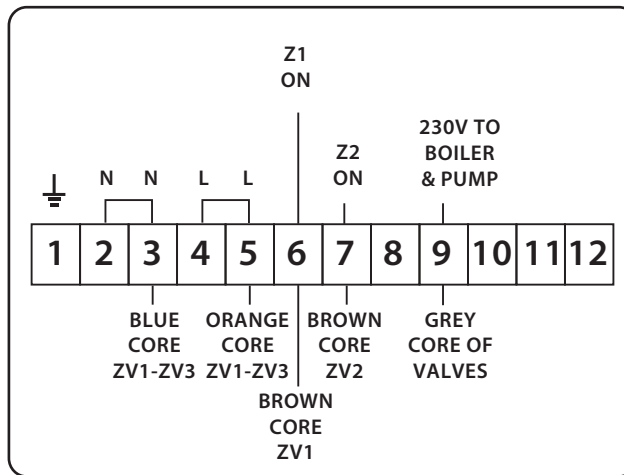 Z1
ON
230V TO
BOILER
& PUMP
Z2
ON
N N L L
1 2 3 4 5 6 7 8 9 10 11 12
BLUE
CORE
ZV1-ZV3
ORANGE
CORE
ZV1-ZV3
BROWN
CORE
ZV2
GREY
CORE OF
VALVES
BROWN
CORE
ZV1